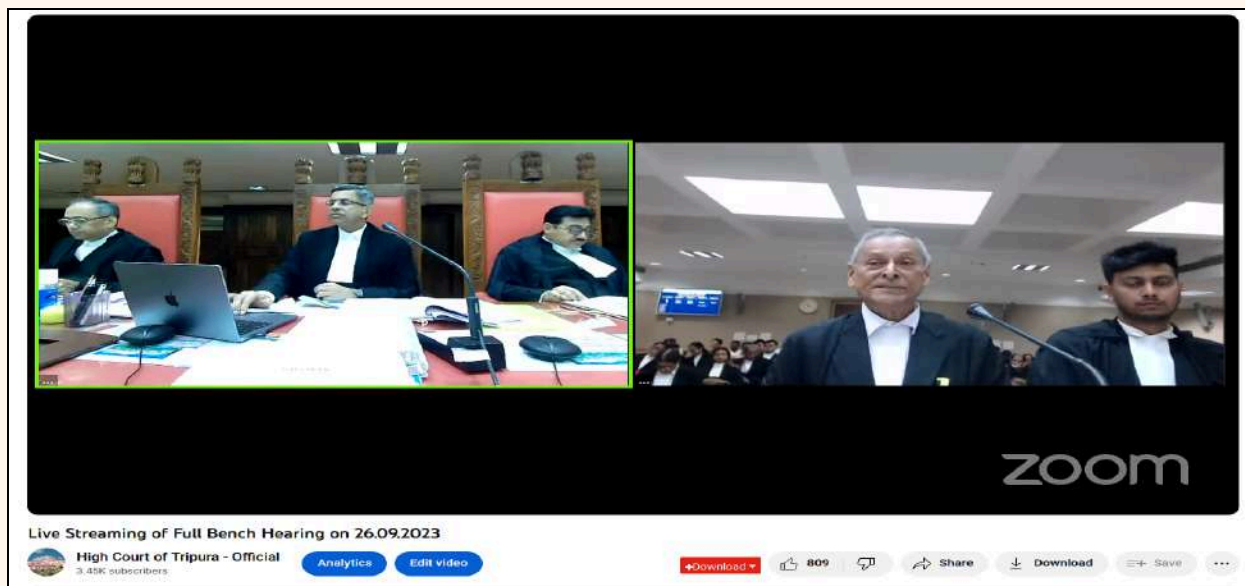 zoom
Live Streaming of Full Bench Hearing on 26.09.2023
High Court of Tripura - Official
3.45K subscribers
Analytics
Edit video
+Download
809
Share
Download
Save